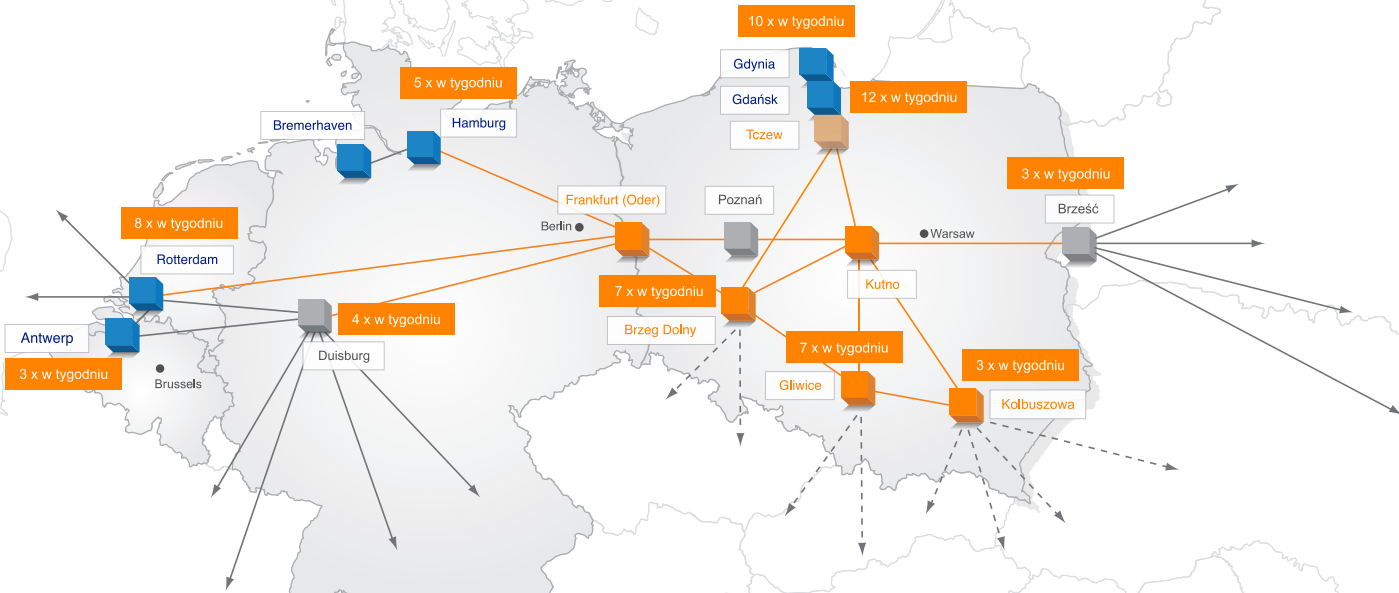 10 x w tygodniu
Gdynia
5 x w tygodniu
Gdańsk
12 x w tygodniu
Bremerhaven
Hamburg
Tczew
3 x w tygodniu
Frankfurt (Oder)
Poznań
Brześć
8 x w tygodniu
Berlin
Warsaw
Rotterdam
Kutno
7 x w tygodniu
4 x w tygodniu
Brzeg Dolny
Antwerp
7 x w tygodniu
Duisburg
3 x w tygodniu
3 x w tygodniu
Brussels
Gliwice
Kolbuszowa